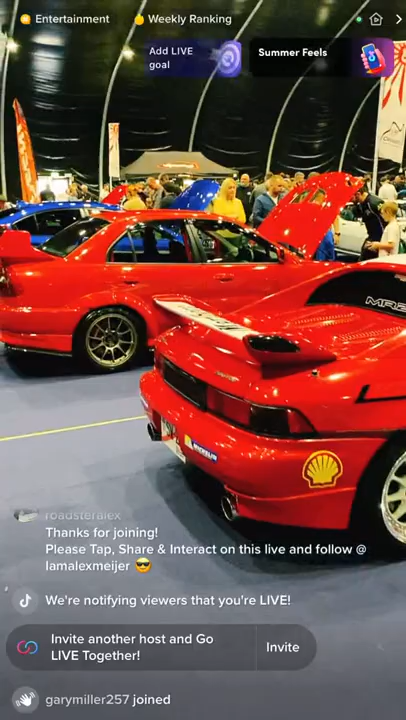 Entertainment
Weekly Ranking
Add LIVE
goal
Summer Feels
MR2
roadsteralex
Thanks for joining!
Please Tap, Share & Interact on this live and follow @
Iamalexmeijer 😎
We're notifying viewers that you're LIVE!
Invite another host and Go
LIVE Together!
Invite
garymiller257 joined